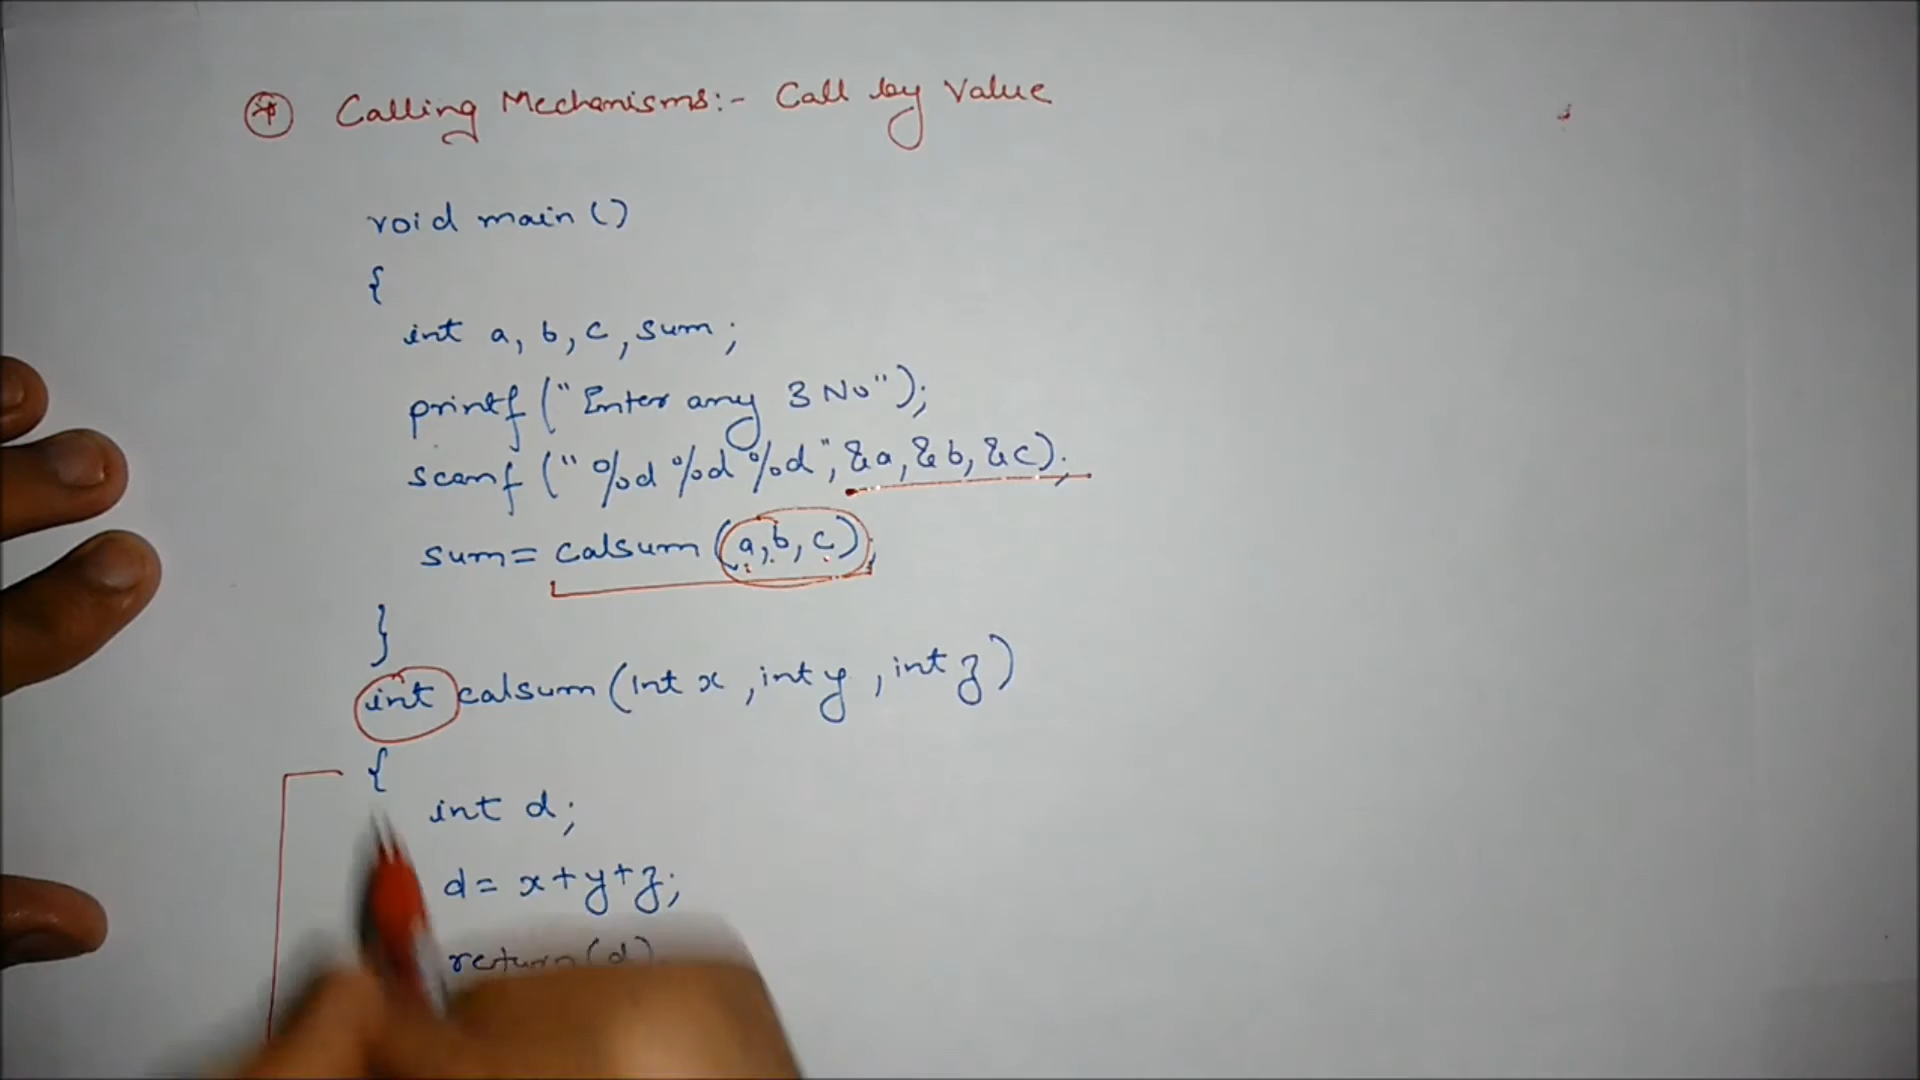 * Calling Mechanisms:- Call by Value
void main ()
{
int a, b, c, sum;
printf ("Enter any 3 No");
scanf ("%d %d %d", &a, &b, &c);
sum= calsum (a, b, c);
}
int calsum (int x, int y, int z)
{
int d;
d= x+y+z;
return (d)